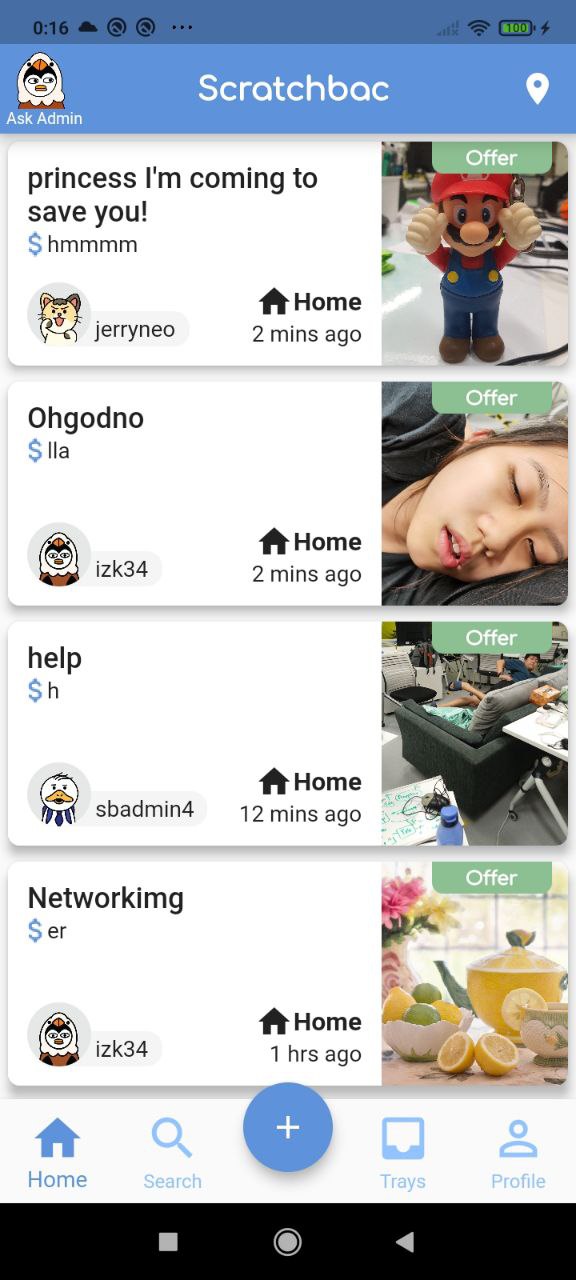 0:16
100
Ask Admin
Scratchbac
Offer
princess I'm coming to
save you!
$ hmmmm
jerryneo
Home
2 mins ago
Offer
Ohgodno
$ lla
izk34
Home
2 mins ago
Offer
help
$ h
sbadmin4
Home
12 mins ago
Offer
Networkimg
$ er
izk34
Home
1 hrs ago
+
Home
Search
Trays
Profile